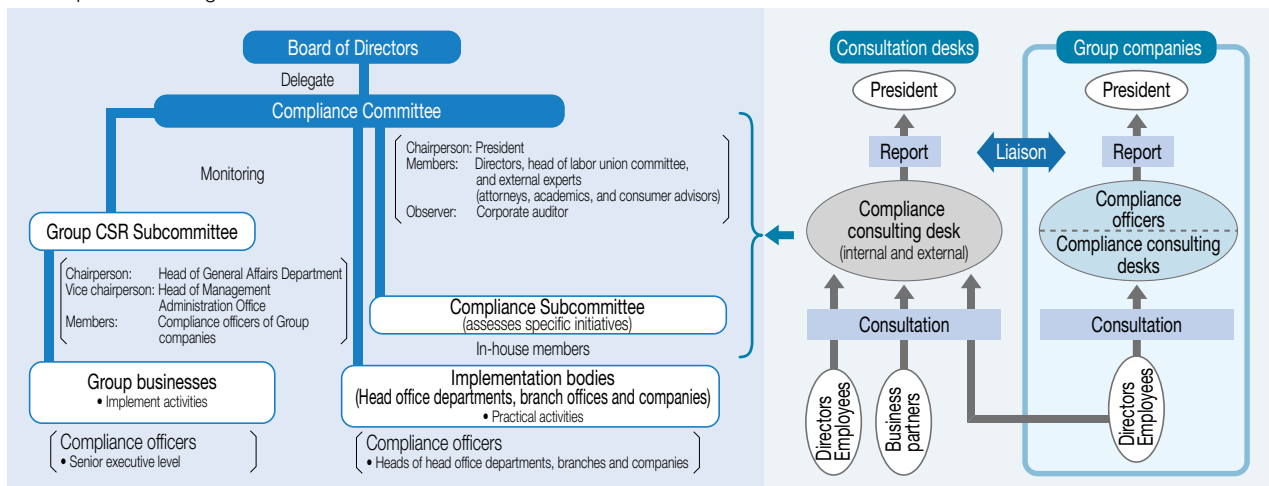 Board of Directors
Delegate
Compliance Committee
Chairperson: President
Members: Directors, head of labor union committee,
and external experts
(attorneys, academics, and consumer advisors)
Observer: Corporate auditor
Monitoring
Group CSR Subcommittee
Chairperson: Head of General Affairs Department
Vice chairperson: Head of Management
Administration Office
Members: Compliance officers of Group
companies
Compliance Subcommittee
(assesses specific initiatives)
In-house members
Group businesses
• Implement activities
Compliance officers
• Senior executive level
Implementation bodies
(Head office departments, branch offices and companies)
• Practical activities
Compliance officers
• Heads of head office departments, branches and companies
Consultation desks
President
Report
Compliance
consulting desk
(internal and external)
Consultation
Directors
Employees
Business
partners
Liaison
Group companies
President
Report
Compliance
officers
Compliance consulting
desks
Consultation
Directors
Employees